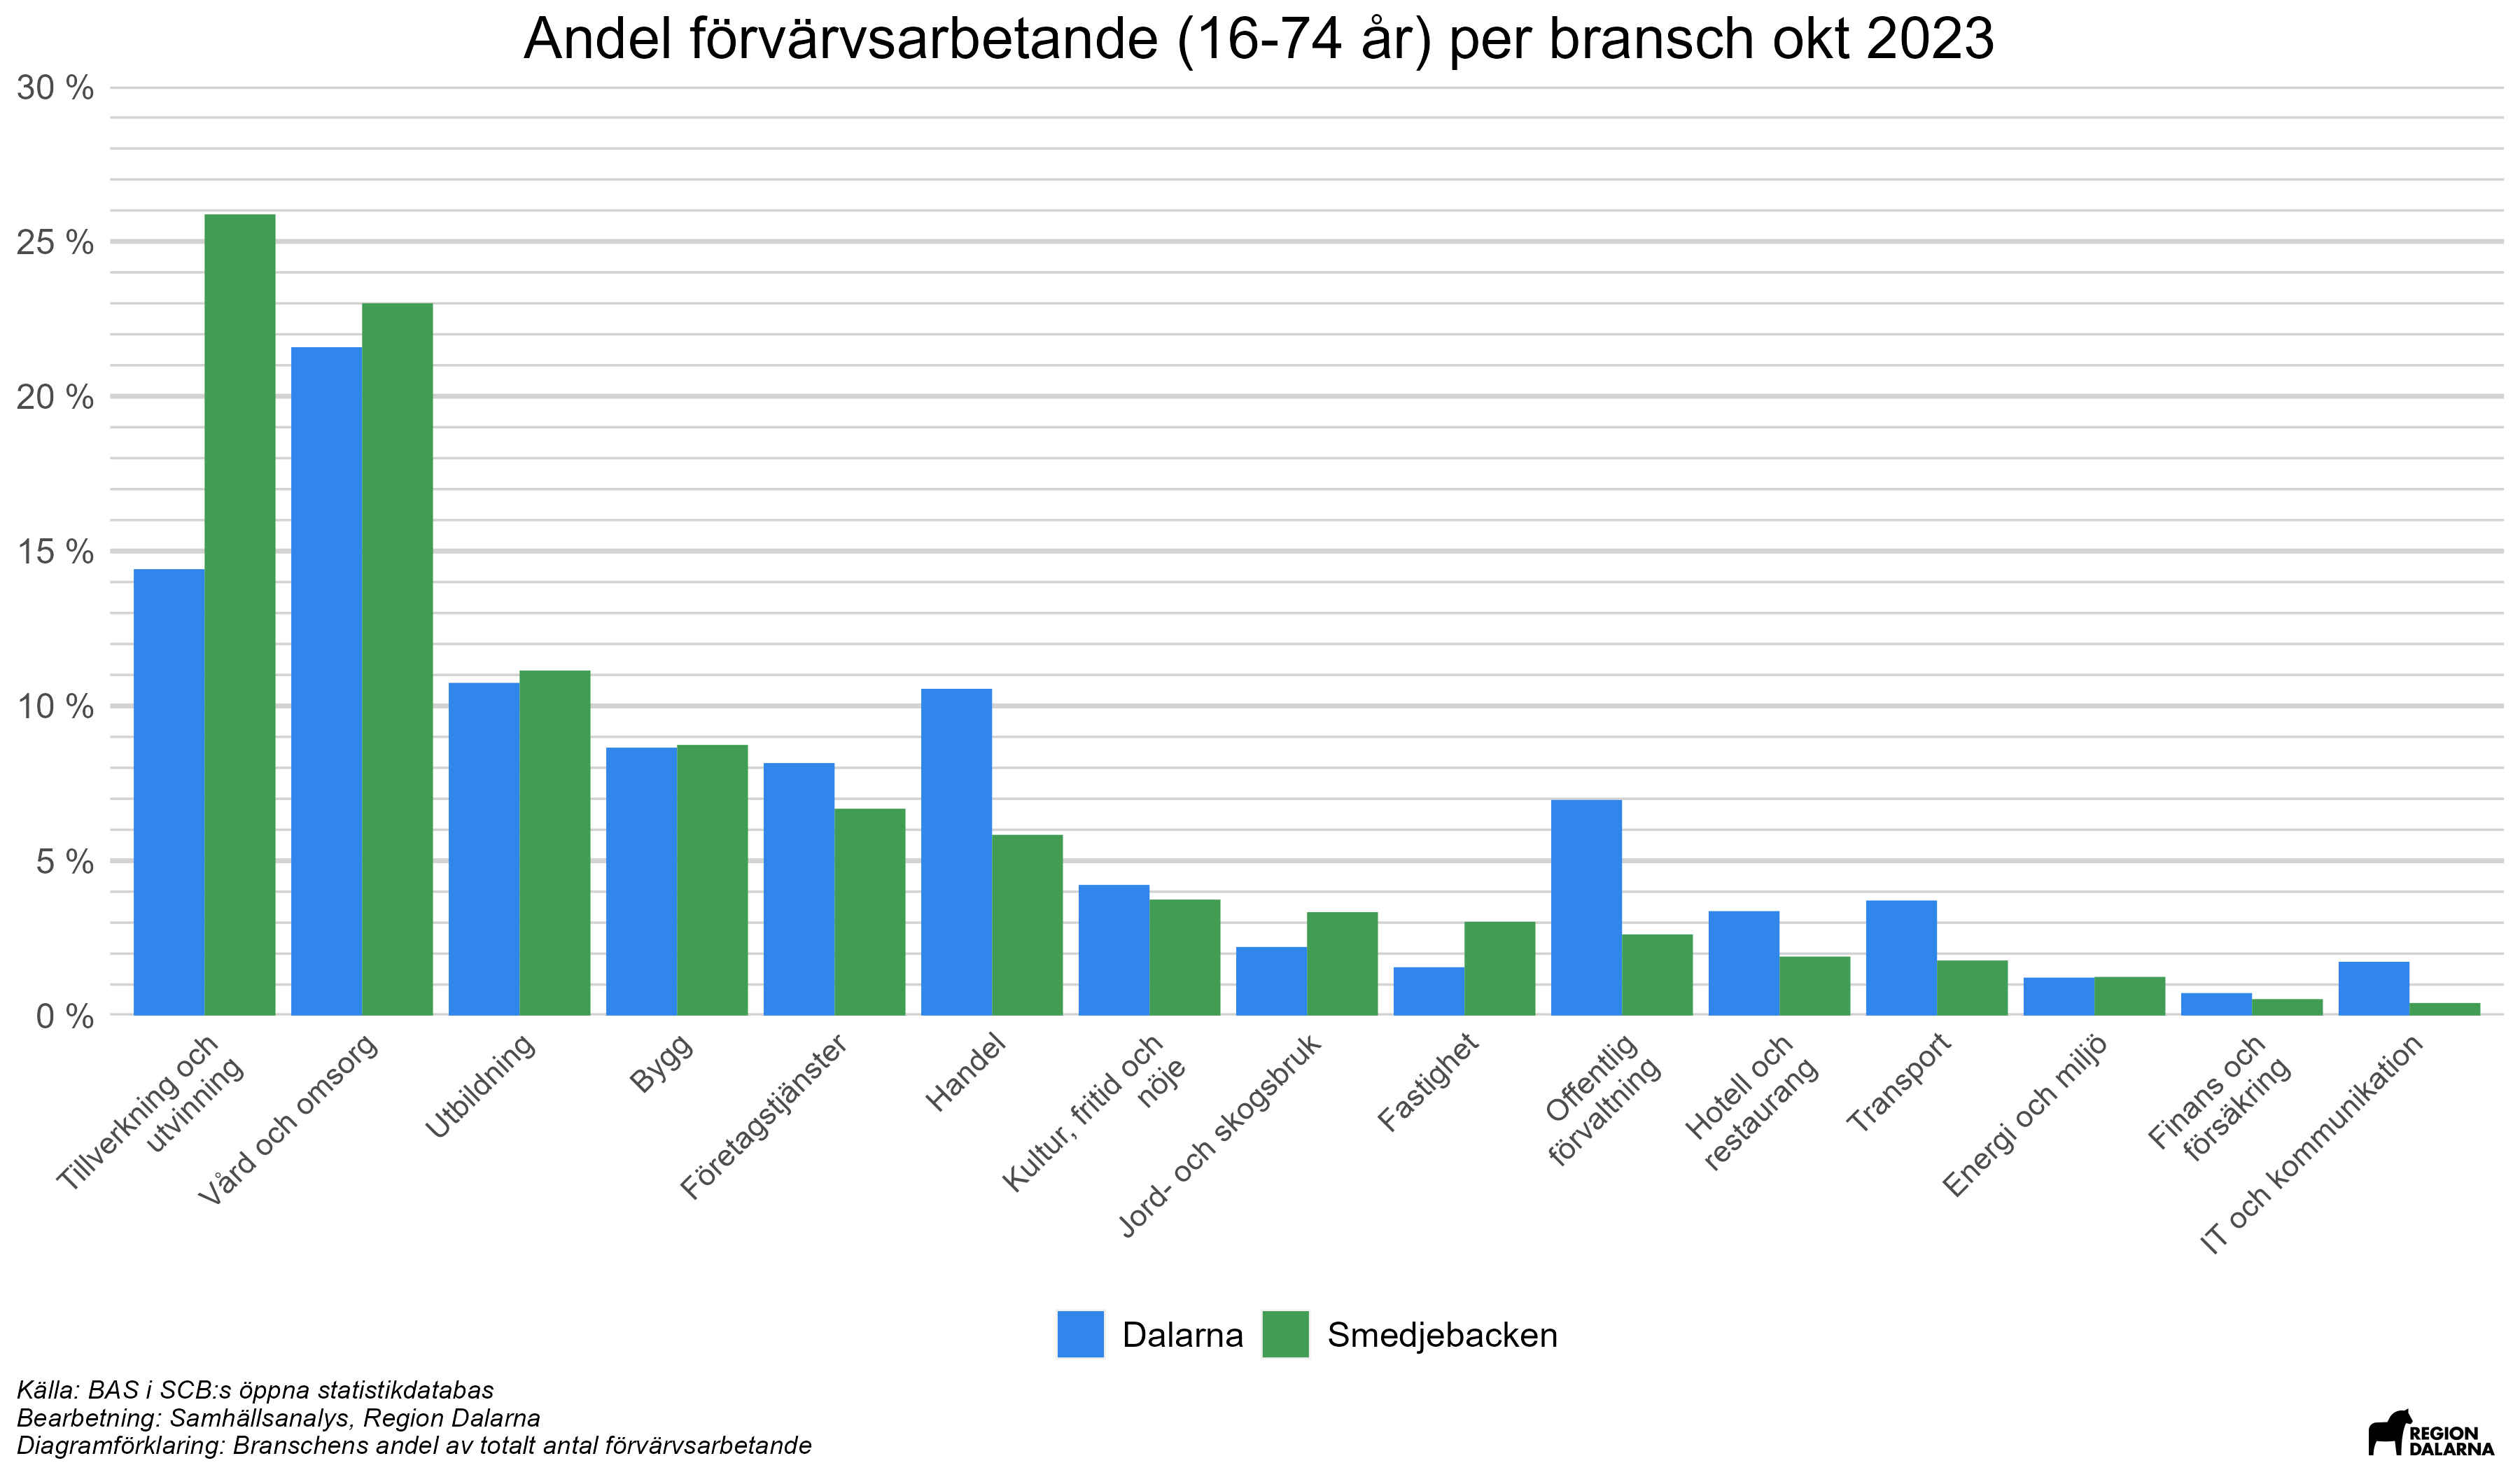 Andel förvärvsarbetande (16-74 år) per bransch okt 2023
30 %
25 %
20 %
15 %
10 %
5 %
0 %
Tillverkning och
utvinning
Vård och omsorg
Utbildning
Bygg
Företagstjänster
Handel
Kultur, fritid och
nöje
Jord- och skogsbruk
Fastighet
Offentlig
förvaltning
Hotell och
restaurang
Transport
Energi och miljö
Finans och
försäkring
IT och kommunikation
Dalarna
Smedjebacken
Källa: BAS i SCB:s öppna statistikdatabas
Bearbetning: Samhällsanalys, Region Dalarna
Diagramförklaring: Branschens andel av totalt antal förvärvsarbetande
REGION
DALARNA